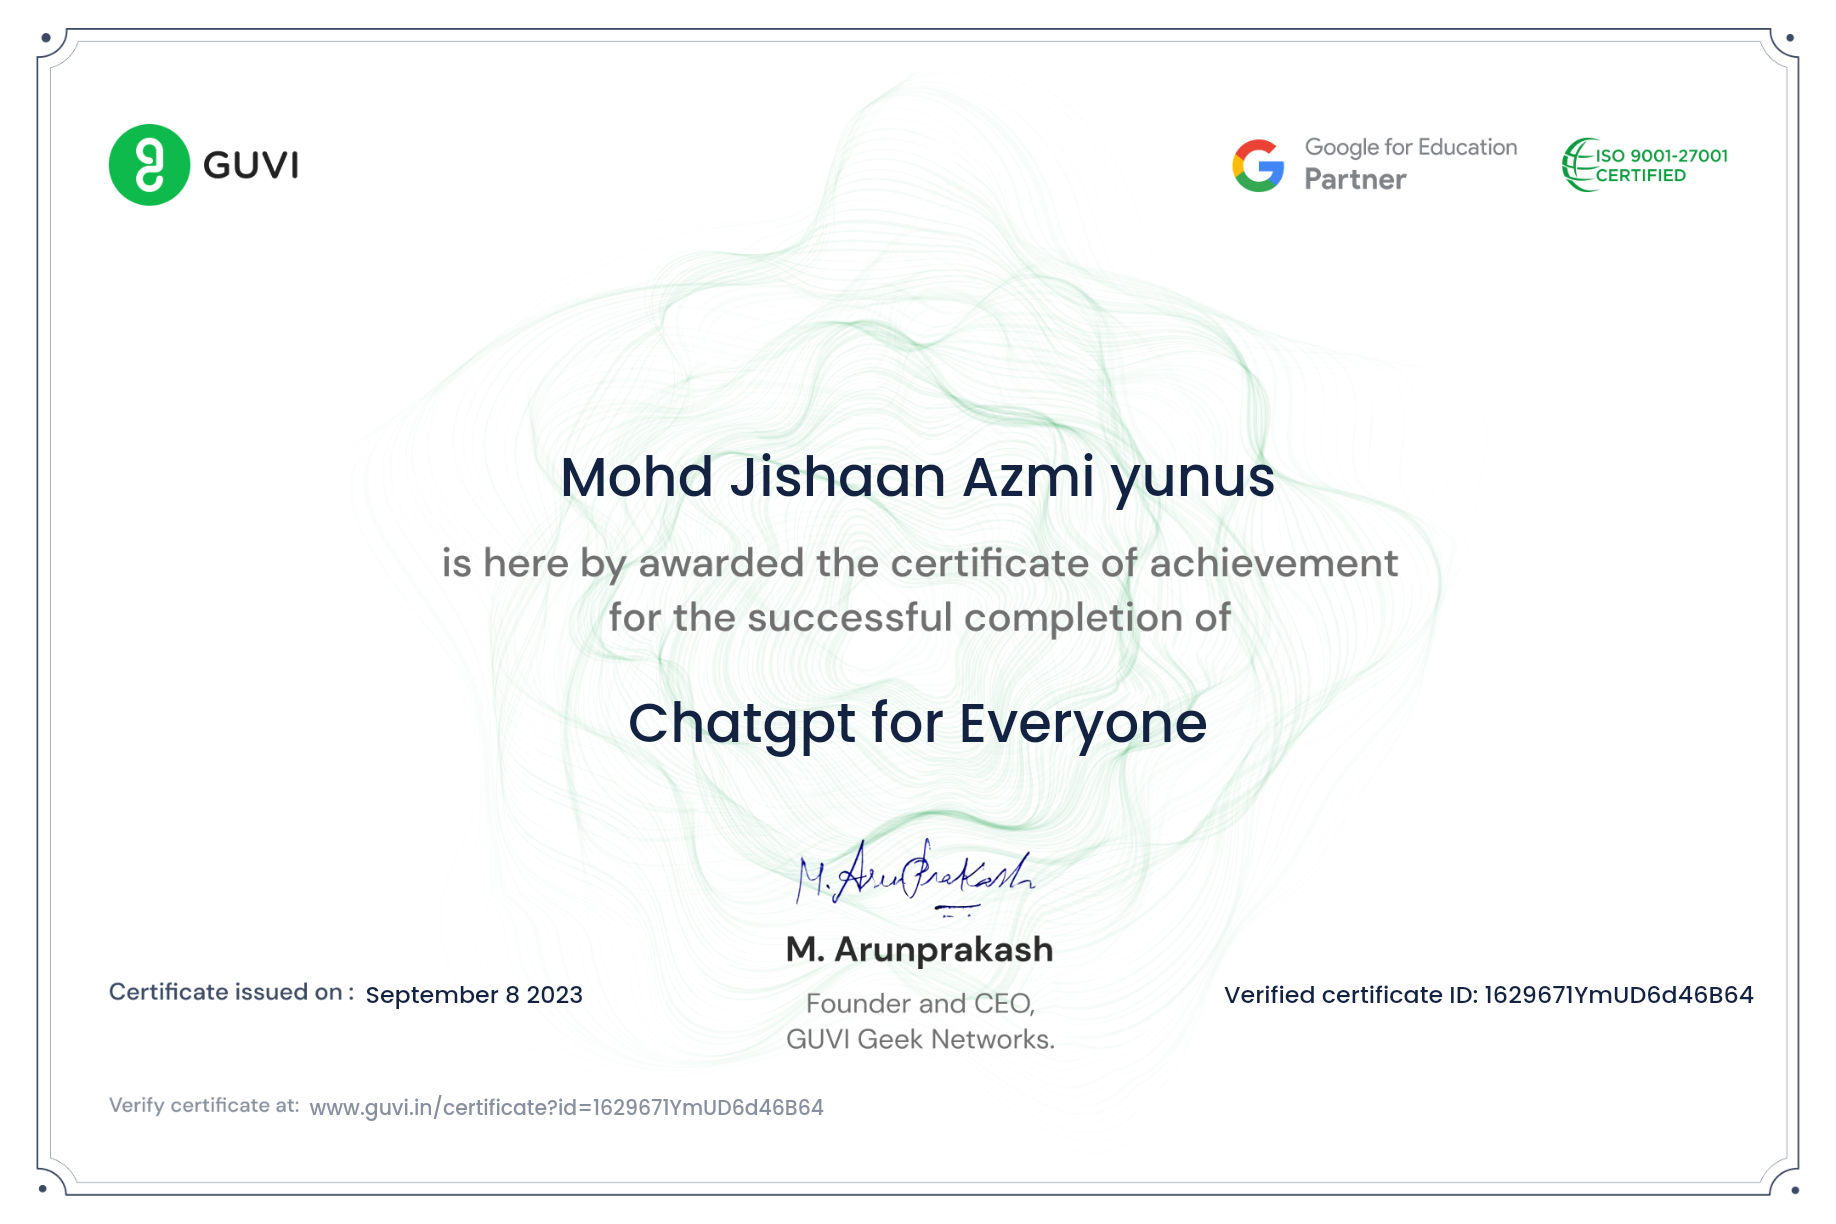 GUVI
Google for Education
Partner
ISO 9001-27001
CERTIFIED
Mohd Jishaan Azmi yunus
is here by awarded the certificate of achievement
for the successful completion of
Chatgpt for Everyone
M. Arunprakash
M. Arunprakash
Founder and CEO,
GUVI Geek Networks.
Certificate issued on : September 8 2023
Verified certificate ID: 1629671YmUD6d46B64
Verify certificate at: www.guvi.in/certificate?id=1629671YmUD6d46B64